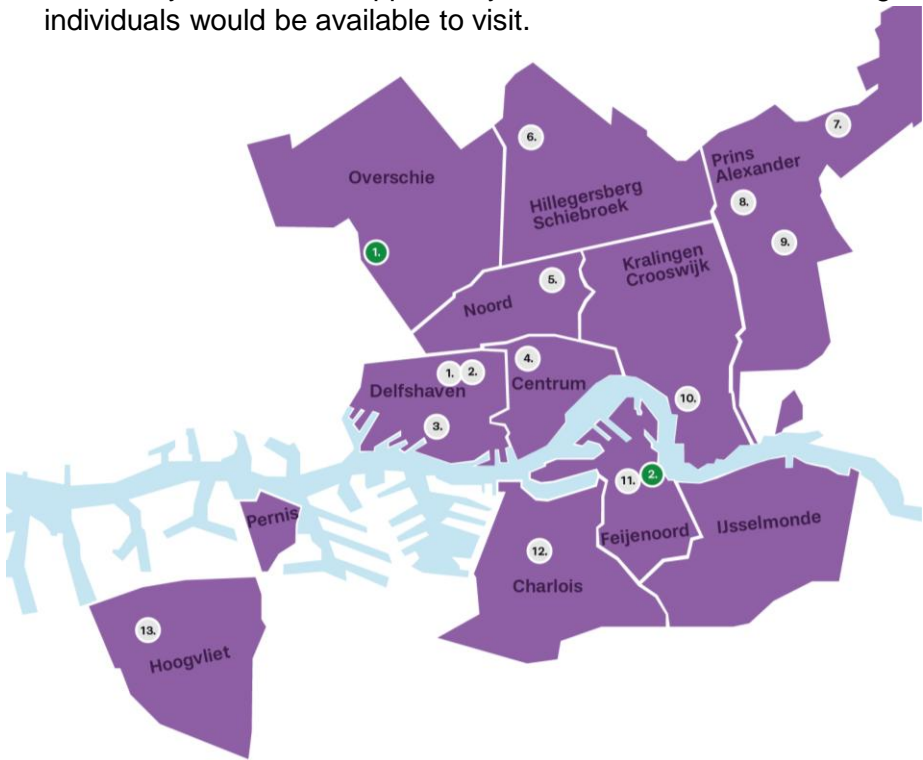 individuals would be available to visit.
6.
7.
Prins
Alexander
Overschie
Hillegersberg
Schiebroek
8.
9.
1.
Kralingen
Crooswijk
5.
Noord
4.
1.
2.
Delfshaven
Centrum
3.
10.
11.
2.
Pernis
Feijenoord
IJsselmonde
12.
Charlois
13.
Hoogvliet